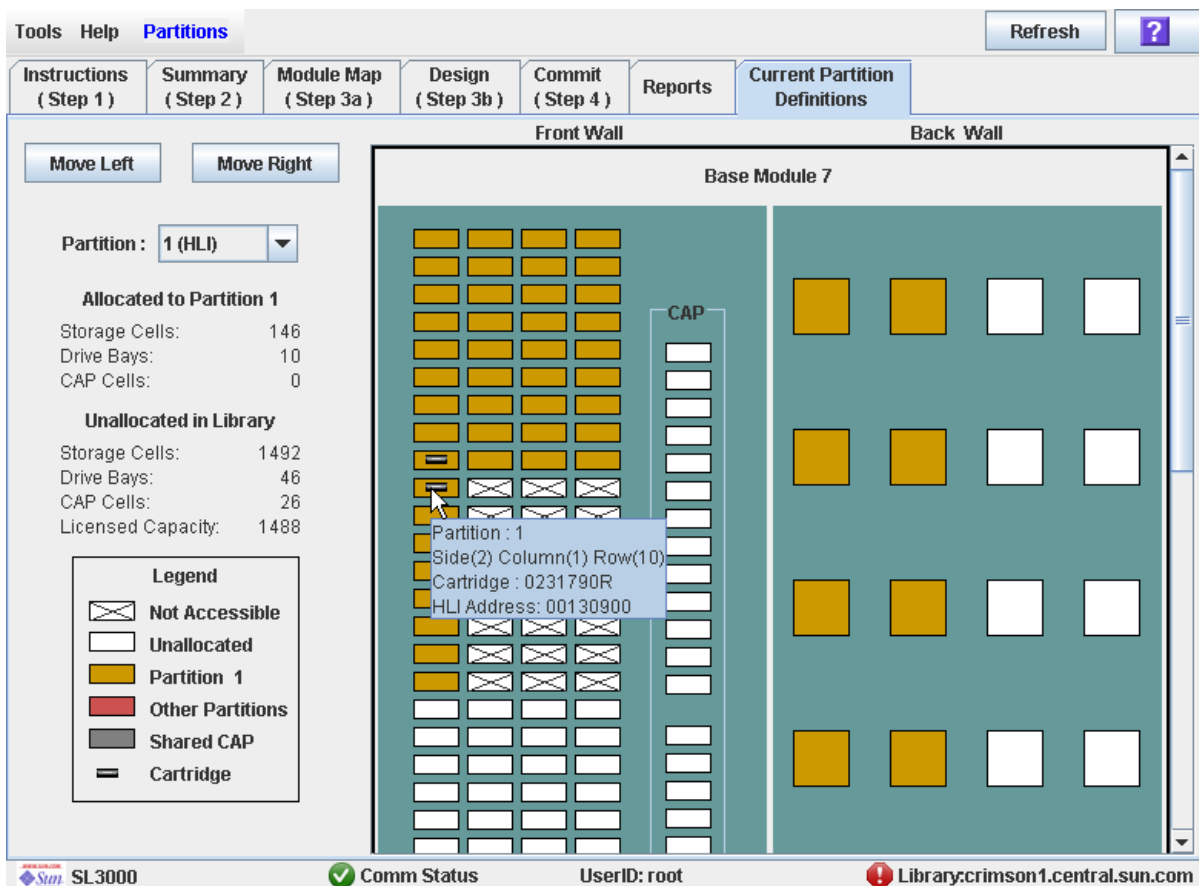 Tools Help Partitions
Refresh
?
Instructions
( Step 1 )
Summary
( Step 2 )
Module Map
( Step 3a )
Design
( Step 3b )
Commit
( Step 4 )
Reports
Current Partition
Definitions
Front Wall
Back Wall
Move Left
Move Right
Base Module 7
Partition : 1 (HLI)
Allocated to Partition 1
Storage Cells: 146
Drive Bays: 10
CAP Cells: 0
Unallocated in Library
Storage Cells: 1492
Drive Bays: 46
CAP Cells: 26
Licensed Capacity: 1488
Legend
Not Accessible
Unallocated
Partition 1
Other Partitions
Shared CAP
Cartridge
CAP
Partition : 1
Side(2) Column(1) Row(10)
Cartridge : 0231790R
HLI Address: 00130900
Sun SL3000
Comm Status
UserID: root
Library:crimson1.central.sun.com